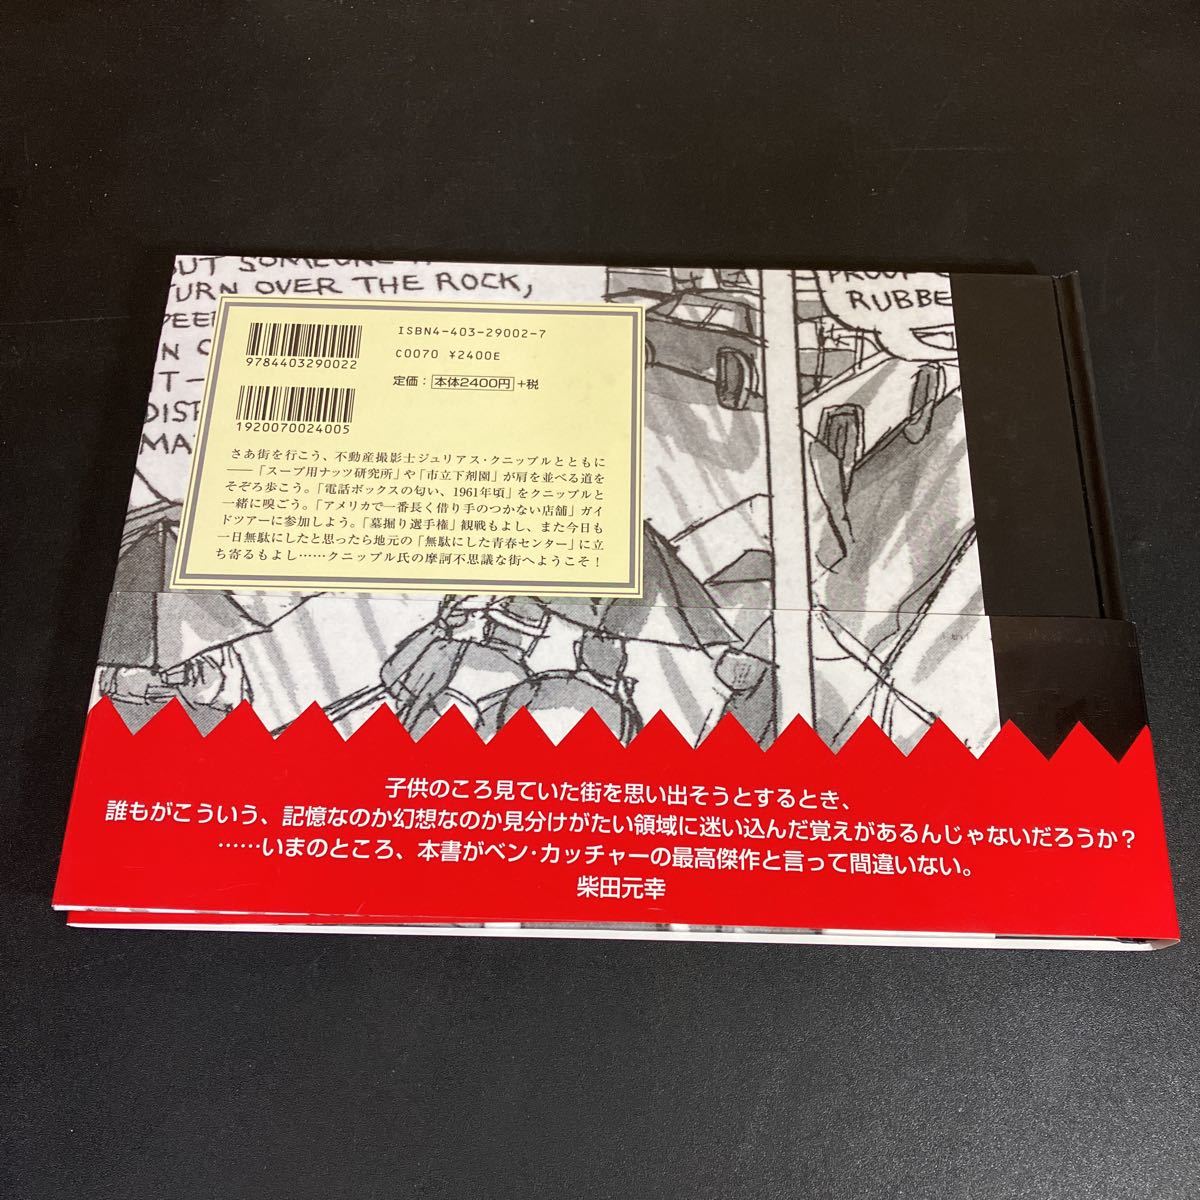 TURN OVER THE ROCK,
PROOF
RUBBE
ISBN4-403-29002-7
C0070 ¥2400E
定価：本体2400円+税
9784403290022
1920070024005
さあ街を行こう、不動産撮影士ジュリアス・クニップルとともに
――「スープ用ナッツ研究所」や「市立下剤園」が肩を並べる道を
そぞろ歩こう。「電話ボックスの匂い、1961年頃」をクニップルと
一緒に嗅ごう。「アメリカで一番長く借り手のつかない店舗」ガイ
ドツアーに参加しよう。「墓掘り選手権」観戦もよし、また今日も
一日無駄にしたと思ったら地元の「無駄にした青春センター」に立
ち寄るもよし……クニップル氏の摩訶不思議な街へようこそ！
子供のころ見ていた街を思い出そうとするとき、
誰もがこういう、記憶なのか幻想なのか見分けがたい領域に迷い込んだ覚えがあるんじゃないだろうか？
……いまのところ、本書がベン・カッチャーの最高傑作と言って間違いない。
柴田元幸